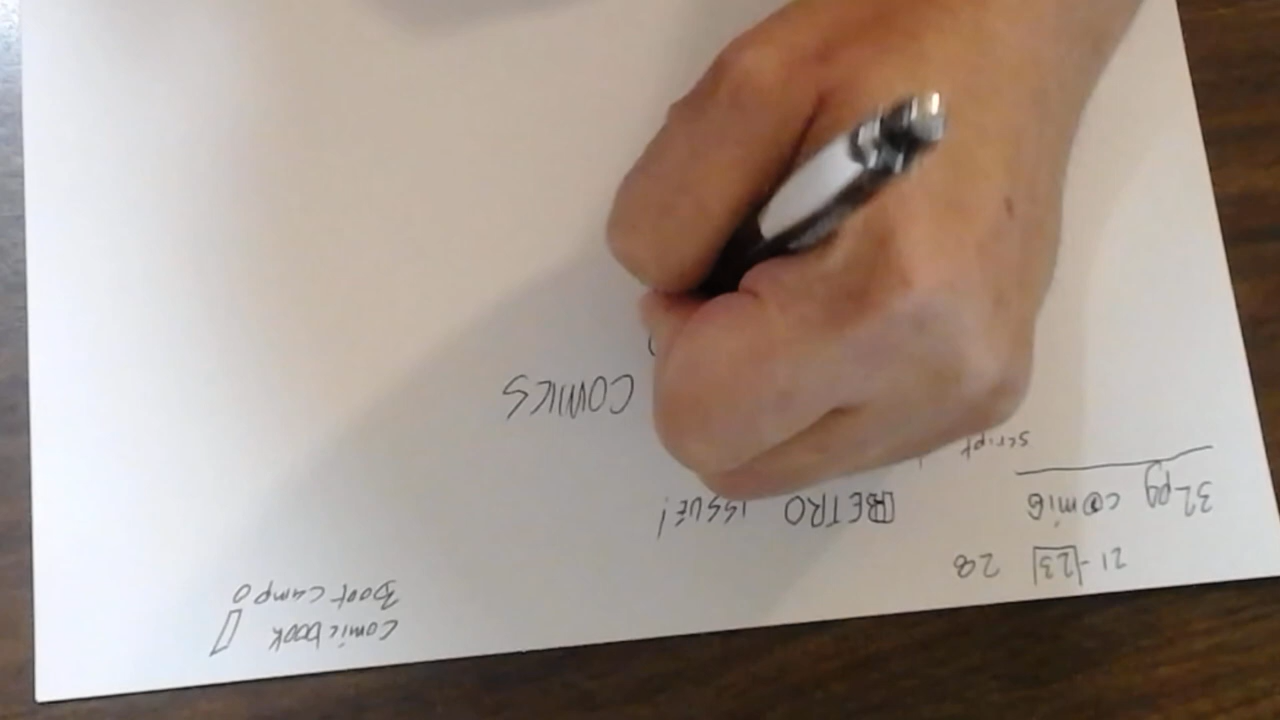 Comic book
Boot camp
21-23 28
32 pg comic
script
RETRO ISSUE!
COMICS